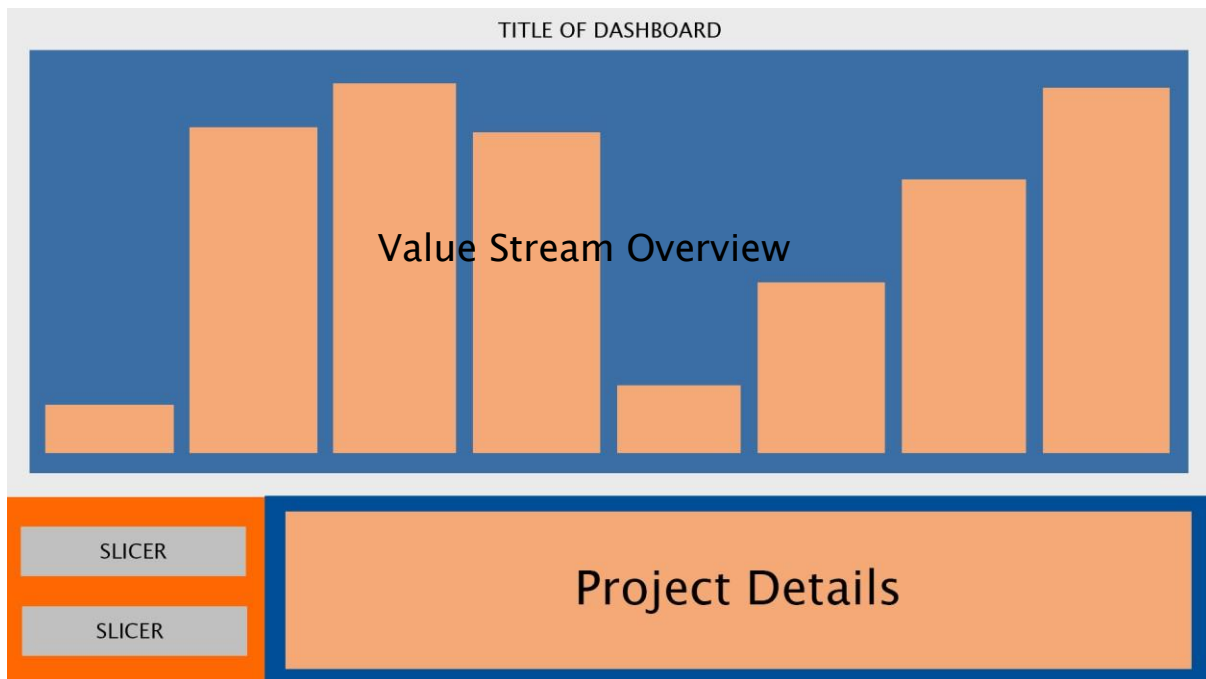 TITLE OF DASHBOARD
Value Stream Overview
SLICER
Project Details
SLICER